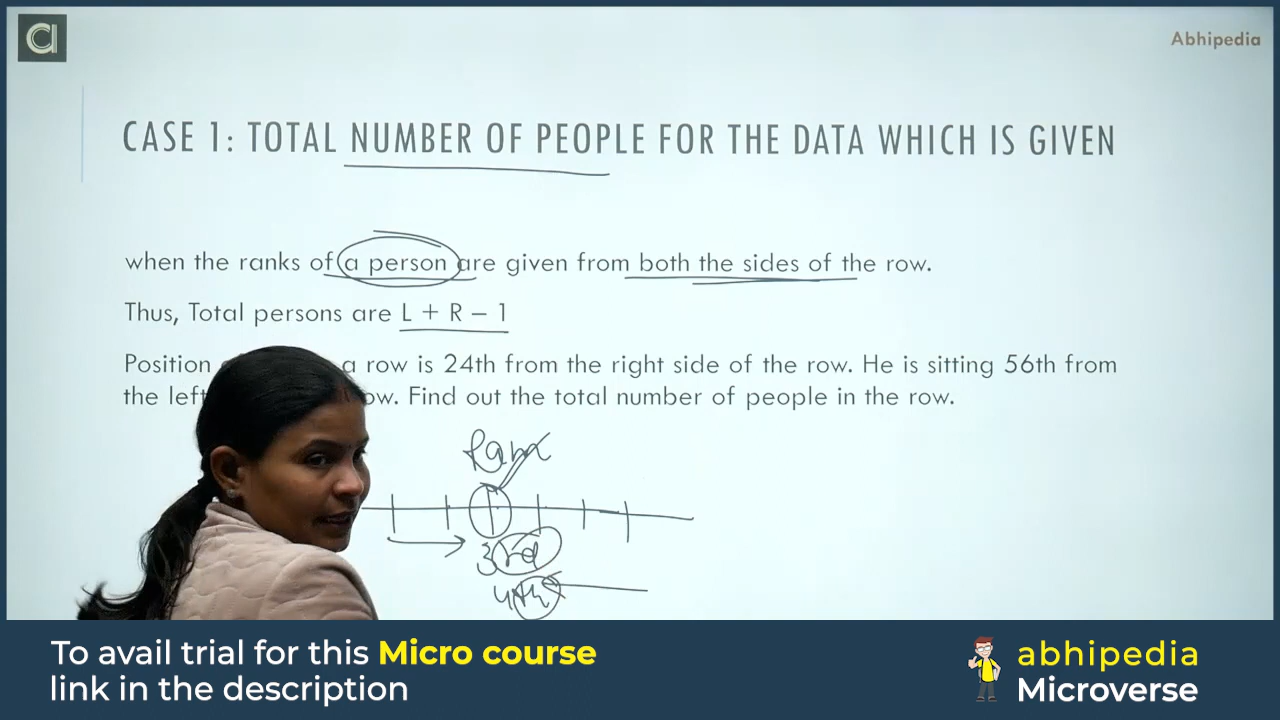 Abhipedia
CASE 1: TOTAL NUMBER OF PEOPLE FOR THE DATA WHICH IS GIVEN
when the ranks of a person are given from both the sides of the row.
Thus, Total persons are L + R – 1
Position a row is 24th from the right side of the row. He is sitting 56th from
the left ow. Find out the total number of people in the row.
Ram
3rd
4th
To avail trial for this Micro course
link in the description
abhipedia
Microverse